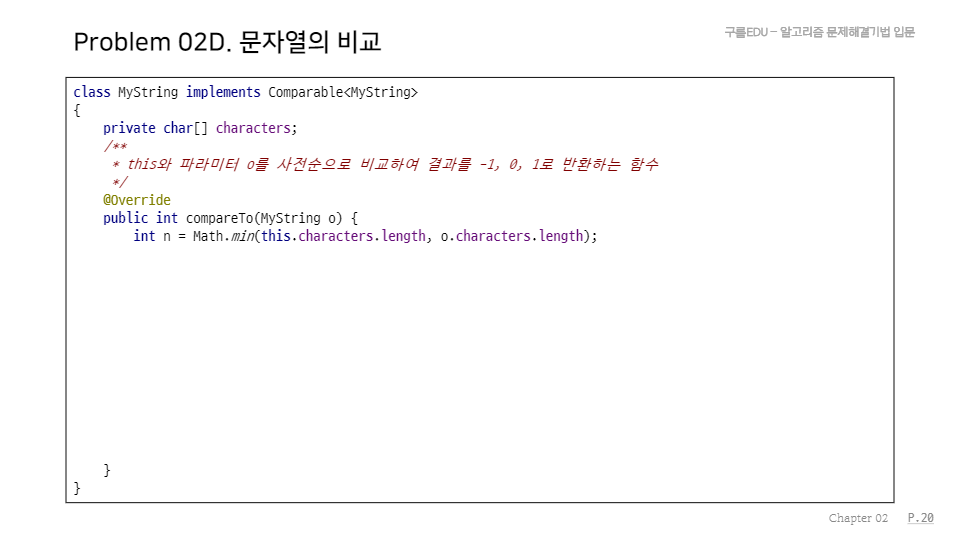 Problem 02D. 문자열의 비교
구름EDU – 알고리즘 문제해결기법 입문
class MyString implements Comparable<MyString>
{
    private char[] characters;
    /**
     * this와 파라미터 o를 사전순으로 비교하여 결과를 -1, 0, 1로 반환하는 함수
     */
    @Override
    public int compareTo(MyString o) {
        int n = Math.min(this.characters.length, o.characters.length);
    }
}
Chapter 02 P.20